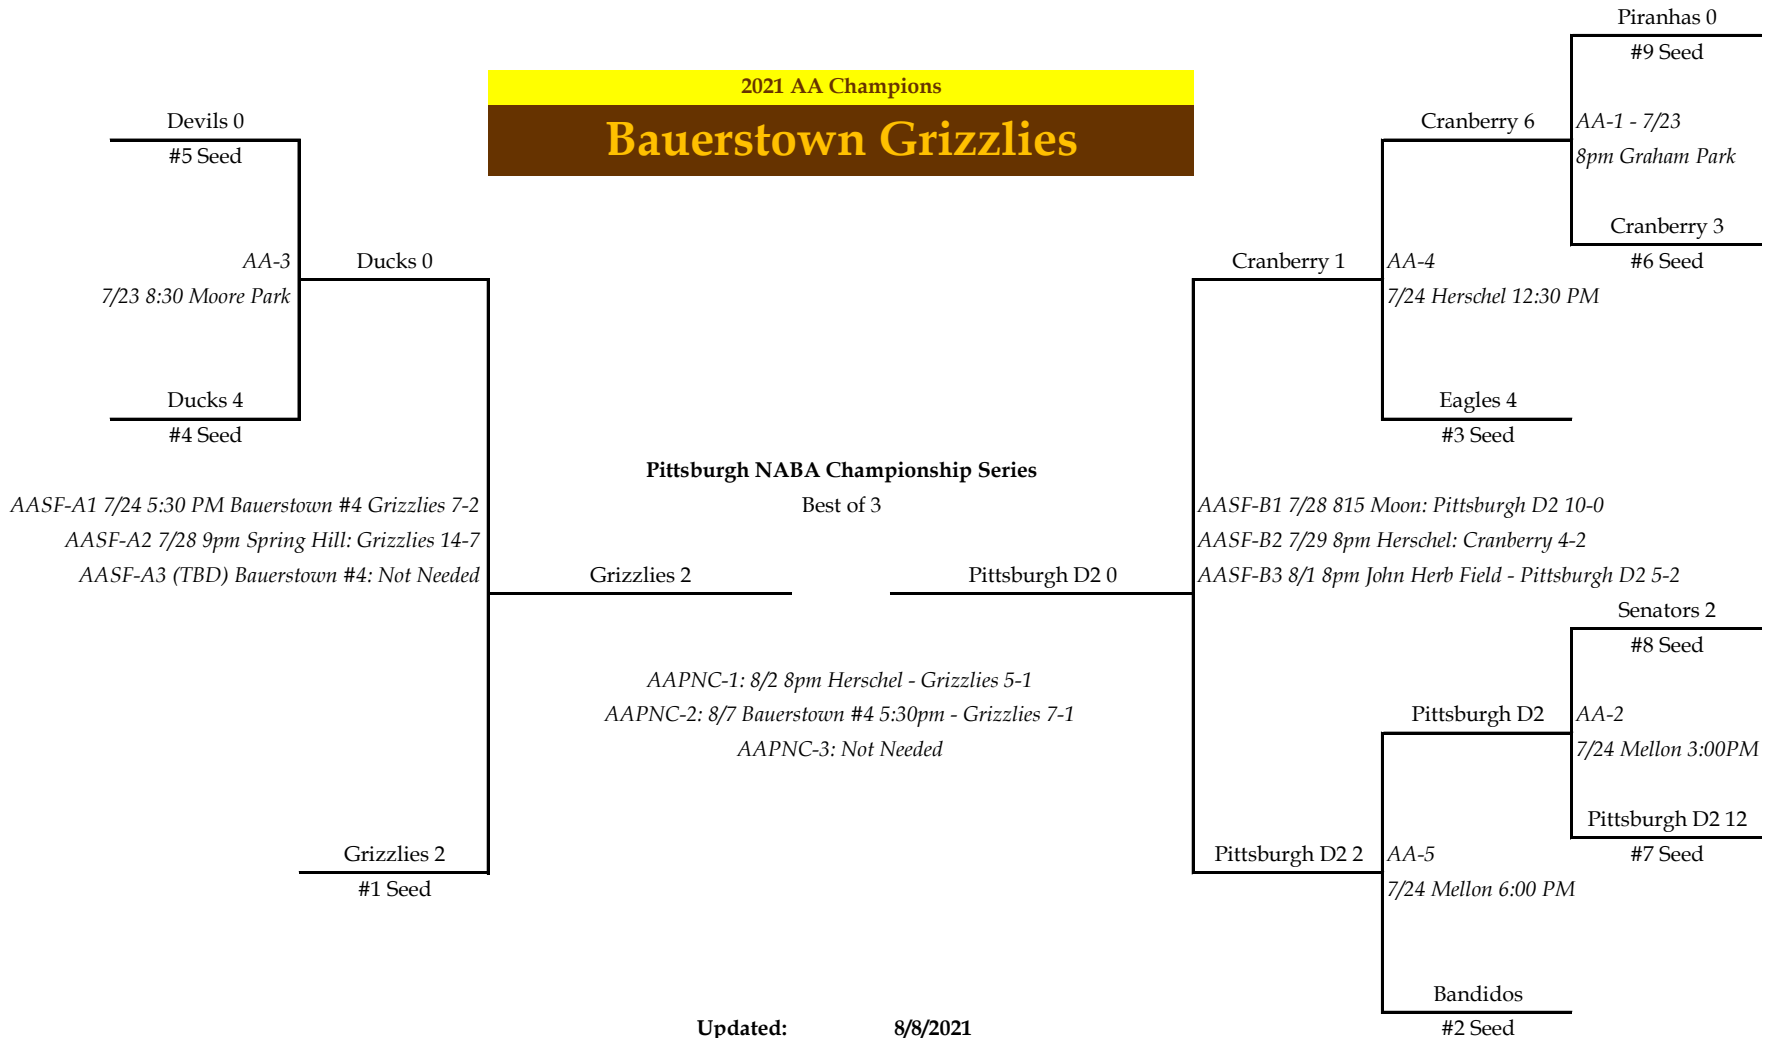 Piranhas 0
#9 Seed
2021 AA Champions
Bauerstown Grizzlies
Devils 0
#5 Seed
Cranberry 6
AA-1 - 7/23
8pm Graham Park
Cranberry 3
#6 Seed
AA-3
7/23 8:30 Moore Park
Ducks 0
Cranberry 1
AA-4
7/24 Herschel 12:30 PM
Ducks 4
#4 Seed
Eagles 4
#3 Seed
Pittsburgh NABA Championship Series
Best of 3
AASF-A1 7/24 5:30 PM Bauerstown #4 Grizzlies 7-2
AASF-A2 7/28 9pm Spring Hill: Grizzlies 14-7
AASF-A3 (TBD) Bauerstown #4: Not Needed
AASF-B1 7/28 815 Moon: Pittsburgh D2 10-0
AASF-B2 7/29 8pm Herschel: Cranberry 4-2
AASF-B3 8/1 8pm John Herb Field - Pittsburgh D2 5-2
Grizzlies 2
Pittsburgh D2 0
Senators 2
#8 Seed
AAPNC-1: 8/2 8pm Herschel - Grizzlies 5-1
AAPNC-2: 8/7 Bauerstown #4 5:30pm - Grizzlies 7-1
AAPNC-3: Not Needed
Pittsburgh D2
AA-2
7/24 Mellon 3:00PM
Pittsburgh D2 12
#7 Seed
Grizzlies 2
#1 Seed
Pittsburgh D2 2
AA-5
7/24 Mellon 6:00 PM
Bandidos
#2 Seed
Updated: 8/8/2021